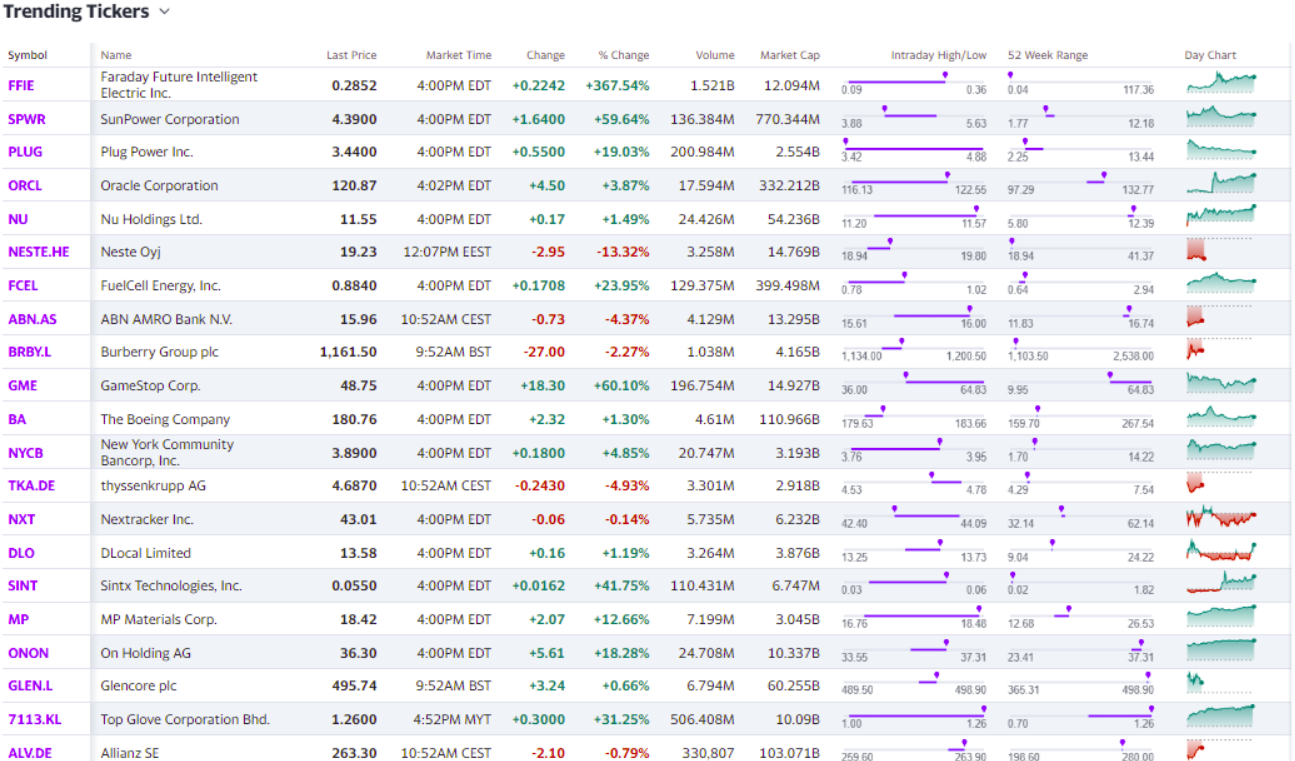 Trending Tickers
Symbol Name Last Price Market Time Change % Change Volume Market Cap Intraday High/Low 52 Week Range Day Chart
FFIE Faraday Future Intelligent Electric Inc. 0.2852 4:00PM EDT +0.2242 +367.54% 1.521B 12.094M 0.09 0.36 0.04 117.36
SPWR SunPower Corporation 4.3900 4:00PM EDT +1.6400 +59.64% 136.384M 770.344M 3.88 5.63 1.77 12.18
PLUG Plug Power Inc. 3.4400 4:00PM EDT +0.5500 +19.03% 200.984M 2.554B 3.42 4.88 2.25 13.44
ORCL Oracle Corporation 120.87 4:02PM EDT +4.50 +3.87% 17.594M 332.212B 116.13 122.55 97.29 132.77
NU Nu Holdings Ltd. 11.55 4:00PM EDT +0.17 +1.49% 24.426M 54.236B 11.20 11.57 5.80 12.39
NESTE.HE Neste Oyj 19.23 12:07PM EEST -2.95 -13.32% 3.258M 14.769B 18.94 19.80 18.94 41.37
FCEL FuelCell Energy, Inc. 0.8840 4:00PM EDT +0.1708 +23.95% 129.375M 399.498M 0.78 1.02 0.64 2.94
ABN.AS ABN AMRO Bank N.V. 15.96 10:52AM CEST -0.73 -4.37% 4.129M 13.295B 15.61 16.00 11.83 16.74
BRBY.L Burberry Group plc 1,161.50 9:52AM BST -27.00 -2.27% 1.038M 4.165B 1,134.00 1,200.50 1,103.50 2,538.00
GME GameStop Corp. 48.75 4:00PM EDT +18.30 +60.10% 196.754M 14.927B 36.00 64.83 9.95 64.83
BA The Boeing Company 180.76 4:00PM EDT +2.32 +1.30% 4.61M 110.966B 179.63 183.66 159.70 267.54
NYCB New York Community Bancorp, Inc. 3.8900 4:00PM EDT +0.1800 +4.85% 20.747M 3.193B 3.76 3.95 1.70 14.22
TKA.DE thyssenkrupp AG 4.6870 10:52AM CEST -0.2430 -4.93% 3.301M 2.918B 4.53 4.78 4.29 7.54
NXT Nextracker Inc. 43.01 4:00PM EDT -0.06 -0.14% 5.735M 6.232B 42.40 44.09 32.14 62.14
DLO DLocal Limited 13.58 4:00PM EDT +0.16 +1.19% 3.264M 3.876B 13.25 13.73 9.04 24.22
SINT Sintx Technologies, Inc. 0.0550 4:00PM EDT +0.0162 +41.75% 110.431M 6.747M 0.03 0.06 0.02 1.82
MP MP Materials Corp. 18.42 4:00PM EDT +2.07 +12.66% 7.199M 3.045B 16.76 18.48 12.68 26.53
ONON On Holding AG 36.30 4:00PM EDT +5.61 +18.28% 24.708M 10.337B 33.55 37.31 23.41 37.31
GLEN.L Glencore plc 495.74 9:52AM BST +3.24 +0.66% 6.794M 60.255B 489.50 498.90 365.31 498.90
7113.KL Top Glove Corporation Bhd. 1.2600 4:52PM MYT +0.3000 +31.25% 506.408M 10.09B 1.00 1.26 0.70 1.26
ALV.DE Allianz SE 263.30 10:52AM CEST -2.10 -0.79% 330,807 103.071B 259.60 263.90 198.60 280.00